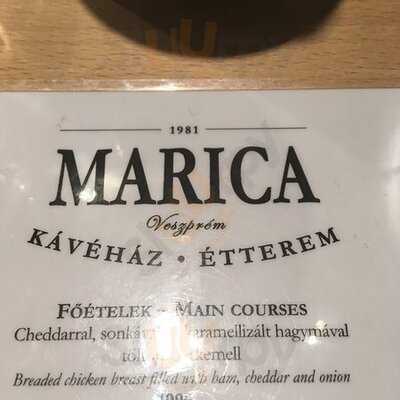 1981
MARICA
Veszprém
KÁVÉHÁZ • ÉTTEREM
FŐÉTELEK - MAIN COURSES
Cheddarral, hagymával
Breaded chicken breast filled with ham, cheddar and onion